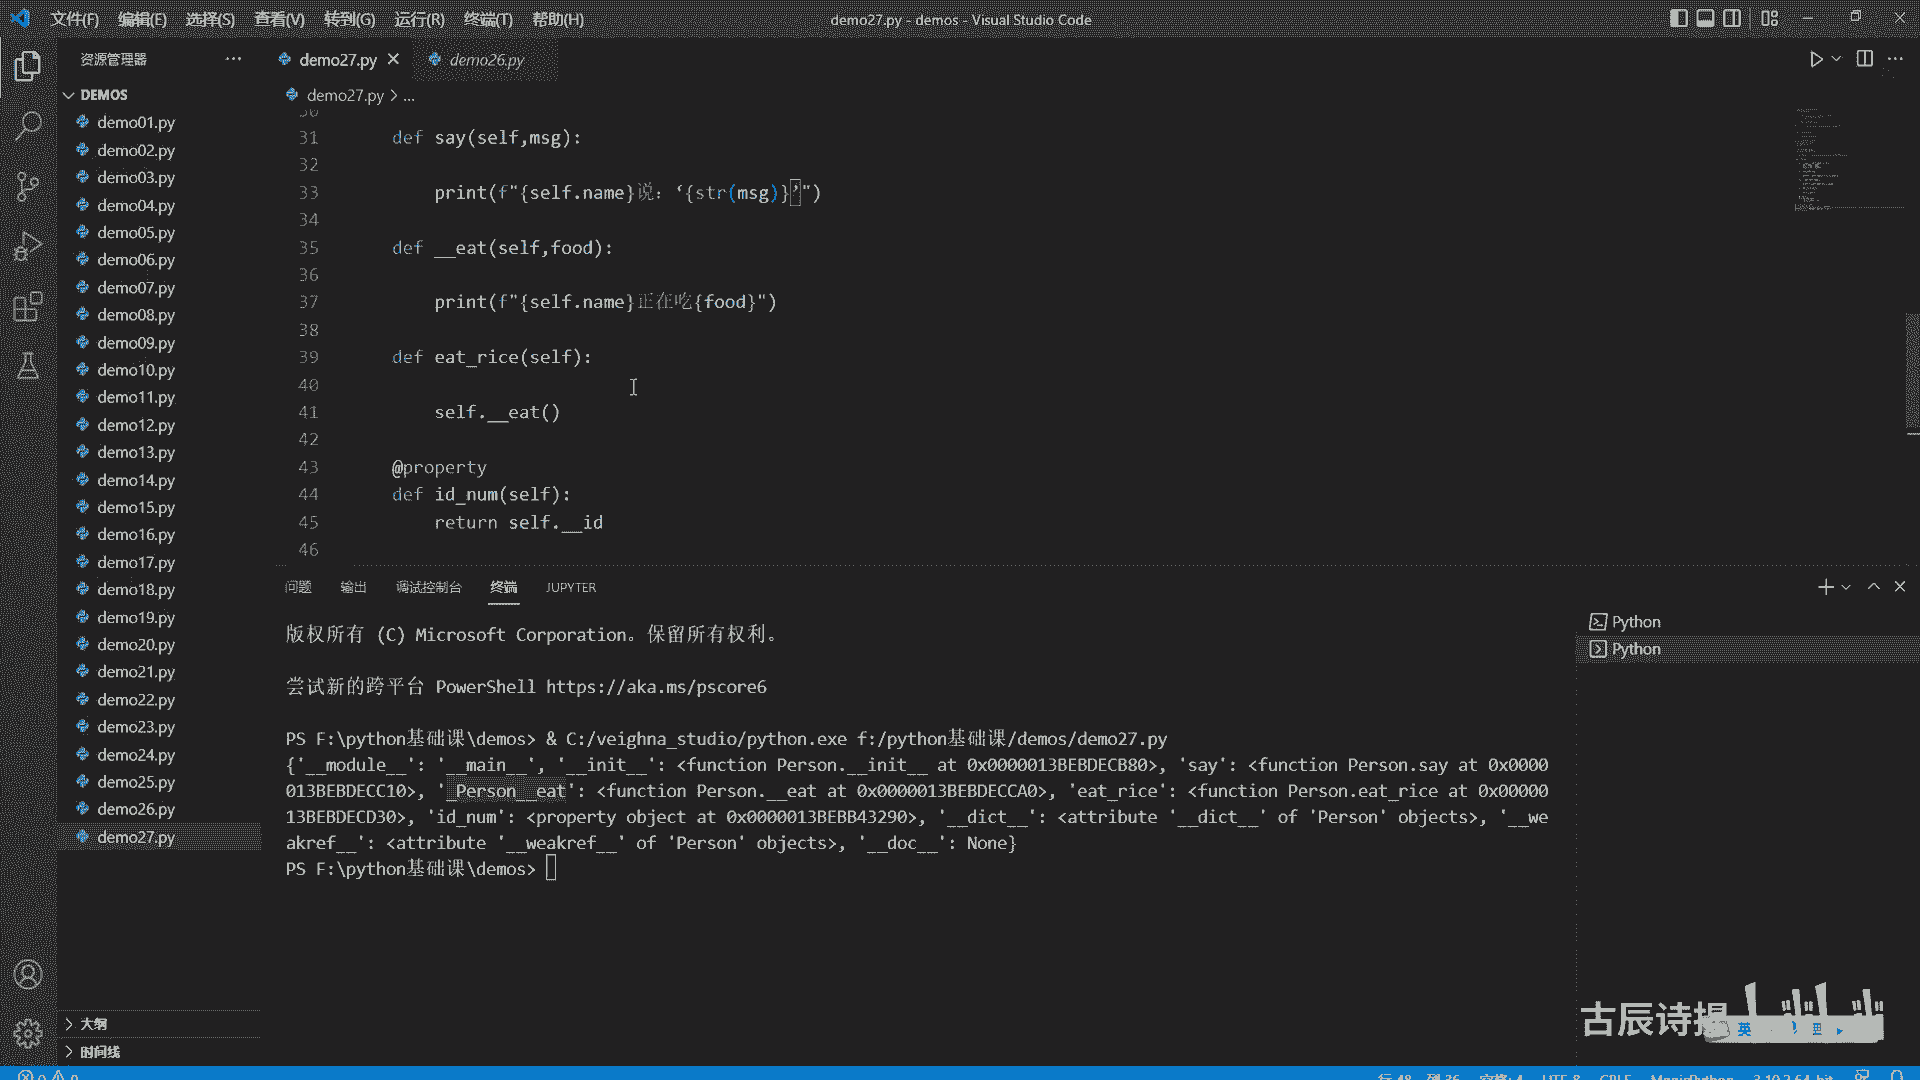 文件(F) 编辑(E) 选择(S) 查看(V) 转到(G) 运行(R) 终端(T) 帮助(H) demo27.py - demos - Visual Studio Code
资源管理器
demo27.py demo26.py
DEMOS
demo27.py > ...
demo01.py
demo02.py
demo03.py
demo04.py
demo05.py
demo06.py
demo07.py
demo08.py
demo09.py
demo10.py
demo11.py
demo12.py
demo13.py
demo14.py
demo15.py
demo16.py
demo17.py
demo18.py
demo19.py
demo20.py
demo21.py
demo22.py
demo23.py
demo24.py
demo25.py
demo26.py
demo27.py
大纲
时间线
30
31 def say(self,msg):
32
33 print(f"{self.name}说：‘{str(msg)}’")
34
35 def __eat(self,food):
36
37 print(f"{self.name}正在吃{food}")
38
39 def eat_rice(self):
40
41 self.__eat()
42
43 @property
44 def id_num(self):
45 return self.__id
46
问题 输出 调试控制台 终端 JUPYTER
版权所有 (C) Microsoft Corporation。保留所有权利。
尝试新的跨平台 PowerShell https://aka.ms/pscore6
PS F:\python基础课\demos> & C:/veighna_studio/python.exe f:/python基础课/demos/demo27.py
{'__module__': '__main__', '__init__': <function Person.__init__ at 0x0000013BEBDECB80>, 'say': <function Person.say at 0x0000
013BEBDECC10>, '_Person__eat': <function Person.__eat at 0x0000013BEBDECCA0>, 'eat_rice': <function Person.eat_rice at 0x00000
13BEBDECD30>, 'id_num': <property object at 0x0000013BEBB43290>, '__dict__': <attribute '__dict__' of 'Person' objects>, '__we
akref__': <attribute '__weakref__' of 'Person' objects>, '__doc__': None}
PS F:\python基础课\demos>
Python
Python
古辰诗提
英
行 48, 列 36 空格: 4 UTF-8 CRLF MagicPython 3.10.2 64-bit